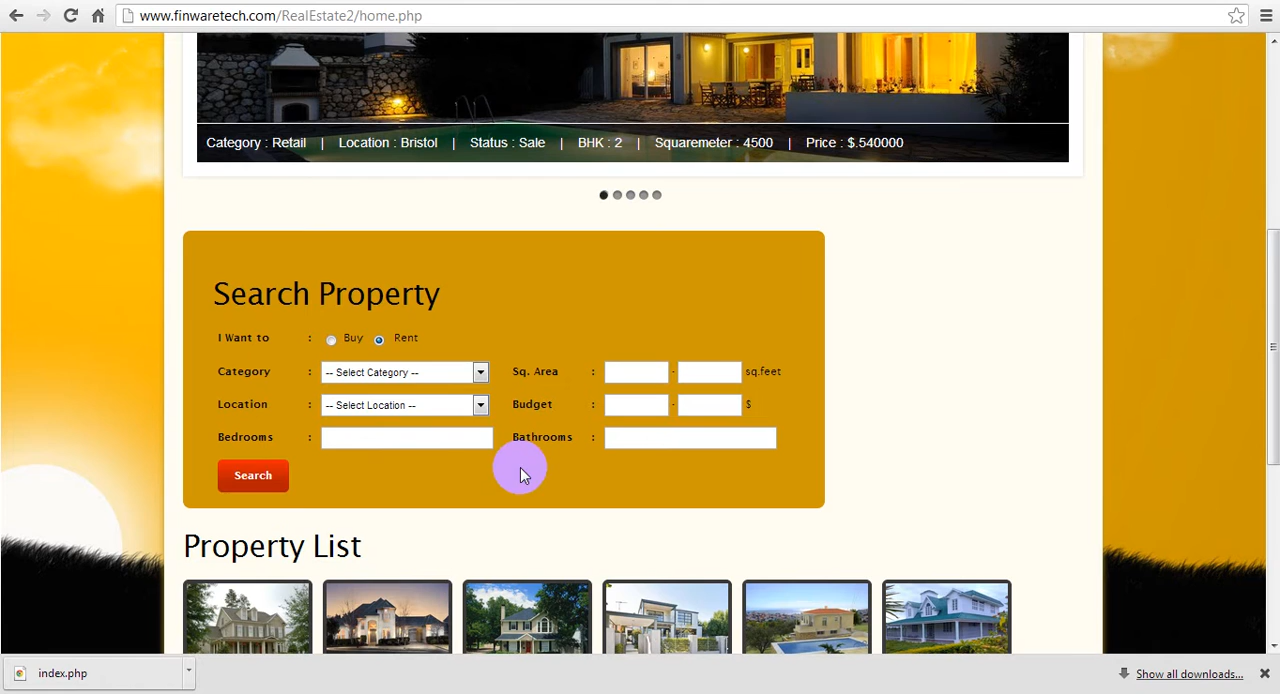 www.finwaretech.com/RealEstate2/home.php
Category : Retail | Location : Bristol | Status : Sale | BHK : 2 | Squaremeter : 4500 | Price : $.540000
Search Property
I Want to : Buy Rent
Category : -- Select Category -- Sq. Area : - sq.feet
Location : -- Select Location -- Budget : - $
Bedrooms : Bathrooms :
Search
Property List
index.php Show all downloads...